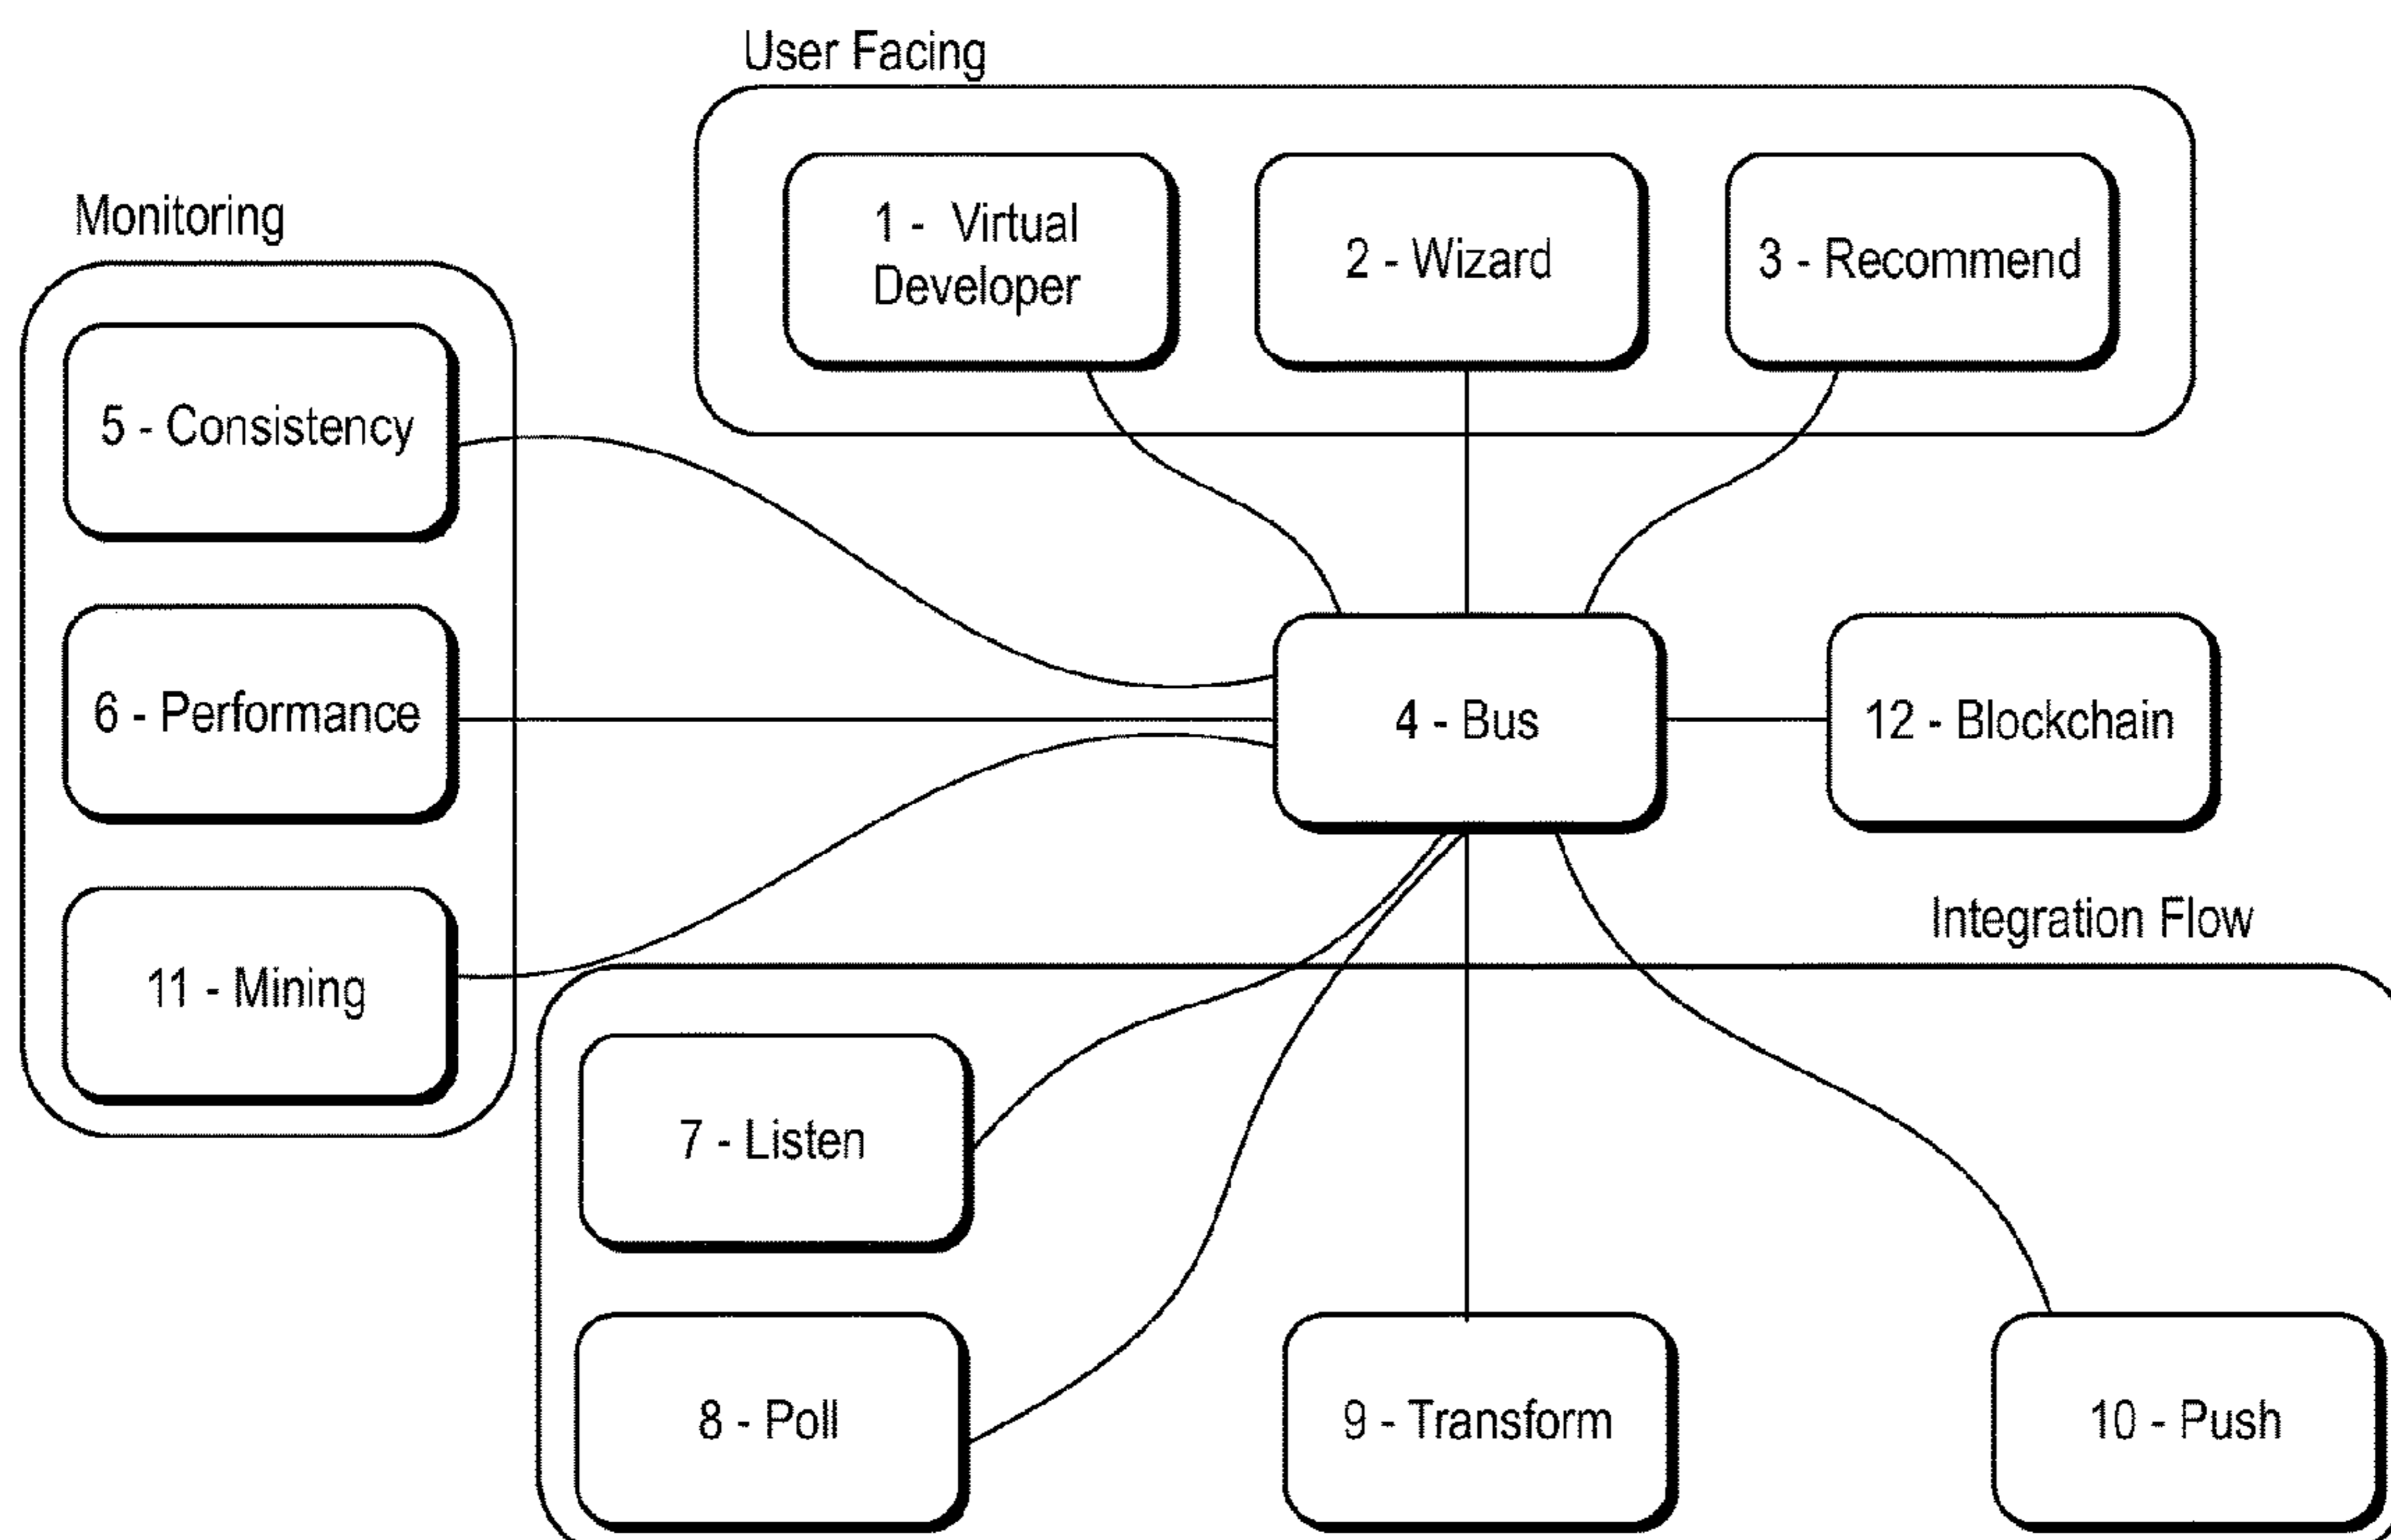 User Facing
1 - Virtual
Developer
2 - Wizard
3 - Recommend
Monitoring
5 - Consistency
6 - Performance
11 - Mining
4 - Bus
12 - Blockchain
Integration Flow
7 - Listen
8 - Poll
9 - Transform
10 - Push